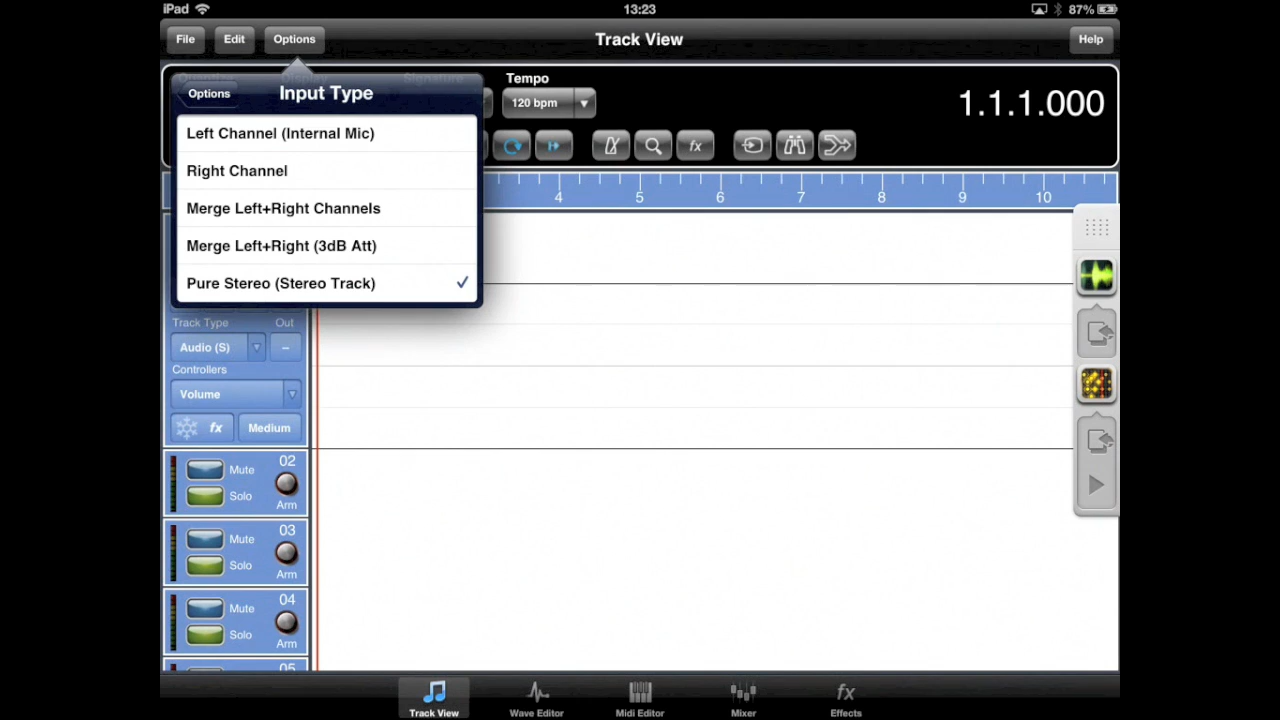 iPad 13:23 87%
File Edit Options Track View Help
Options Input Type
Tempo
120 bpm
1.1.1.000
Left Channel (Internal Mic)
Right Channel
Merge Left+Right Channels
Merge Left+Right (3dB Att)
Pure Stereo (Stereo Track)
fx
4 5 6 7 8 9 10
Track Type Out
Audio (S) –
Controllers
Volume
fx Medium
02
Mute
Solo
Arm
03
Mute
Solo
Arm
04
Mute
Solo
Arm
05
fx
Track View Wave Editor Midi Editor Mixer Effects